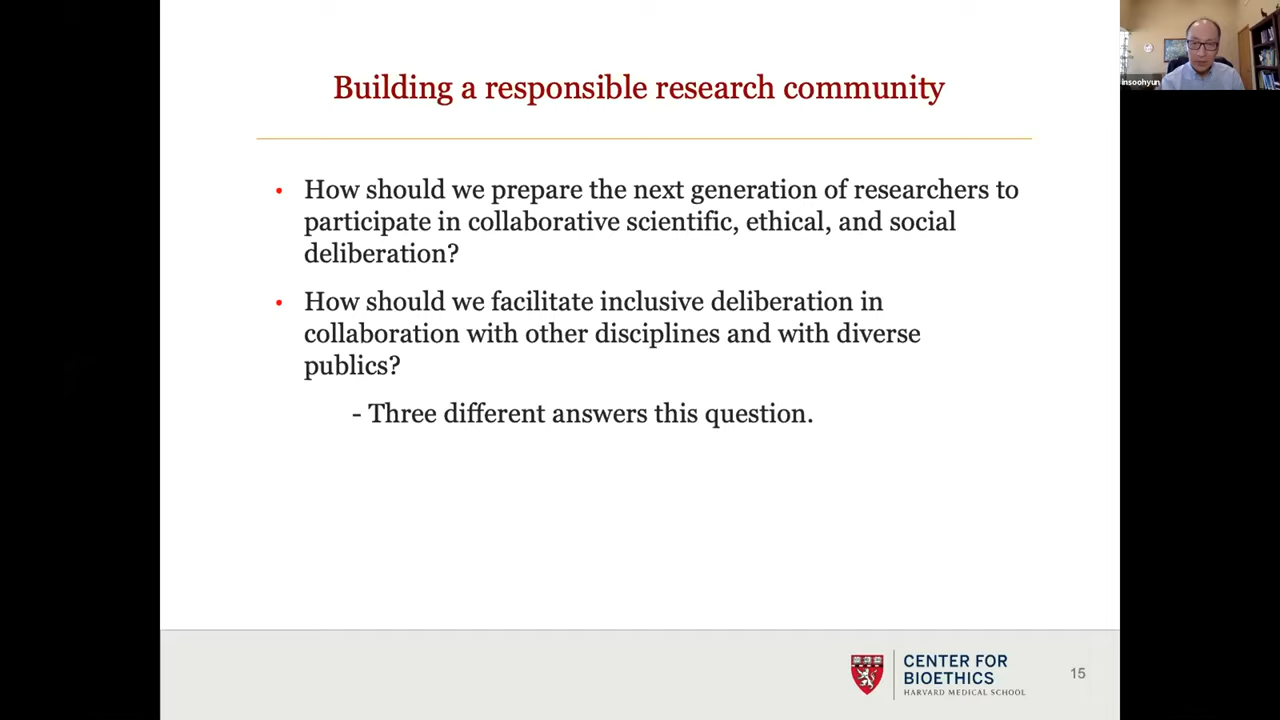 Building a responsible research community
• How should we prepare the next generation of researchers to
participate in collaborative scientific, ethical, and social
deliberation?
• How should we facilitate inclusive deliberation in
collaboration with other disciplines and with diverse
publics?
- Three different answers this question.
insoohyun
CENTER FOR
BIOETHICS
HARVARD MEDICAL SCHOOL
15